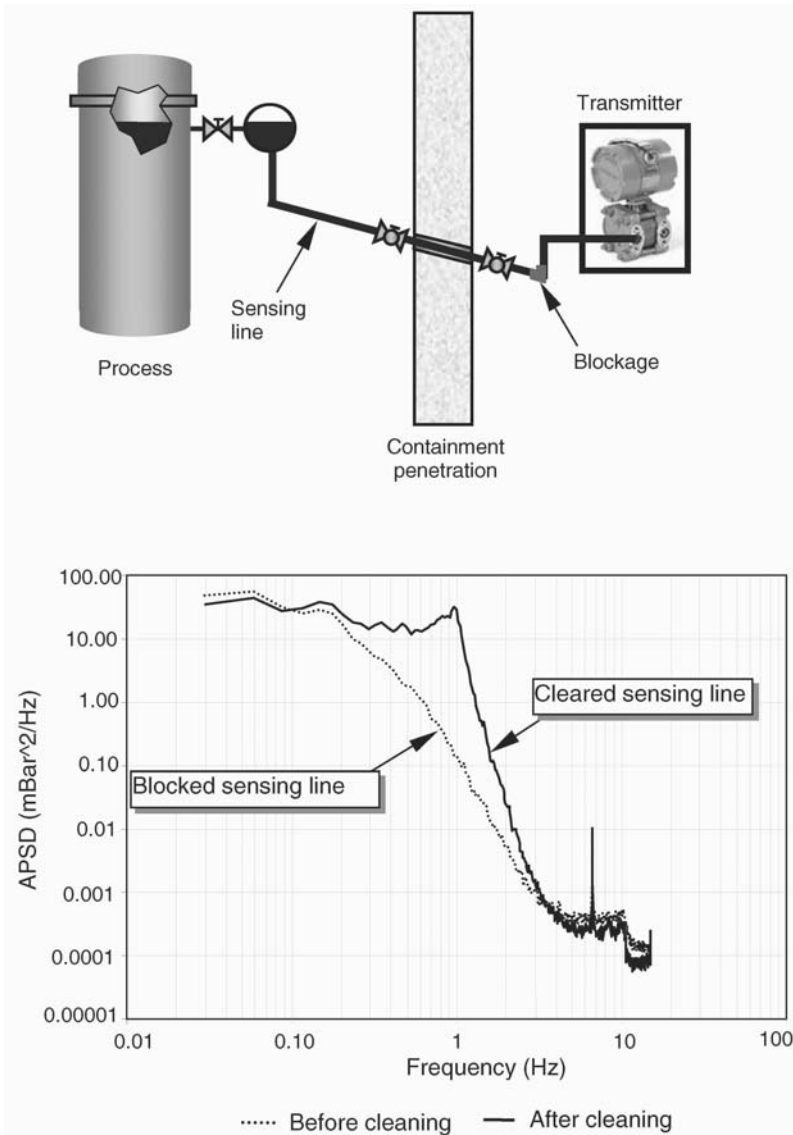 Transmitter
Sensing
line
Process
Blockage
Containment
penetration
100.00
10.00
1.00
0.10
0.01
0.001
0.0001
0.00001
APSD (mBar^2/Hz)
Cleared sensing line
Blocked sensing line
0.01
0.10
1
10
100
Frequency (Hz)
Before cleaning
After cleaning